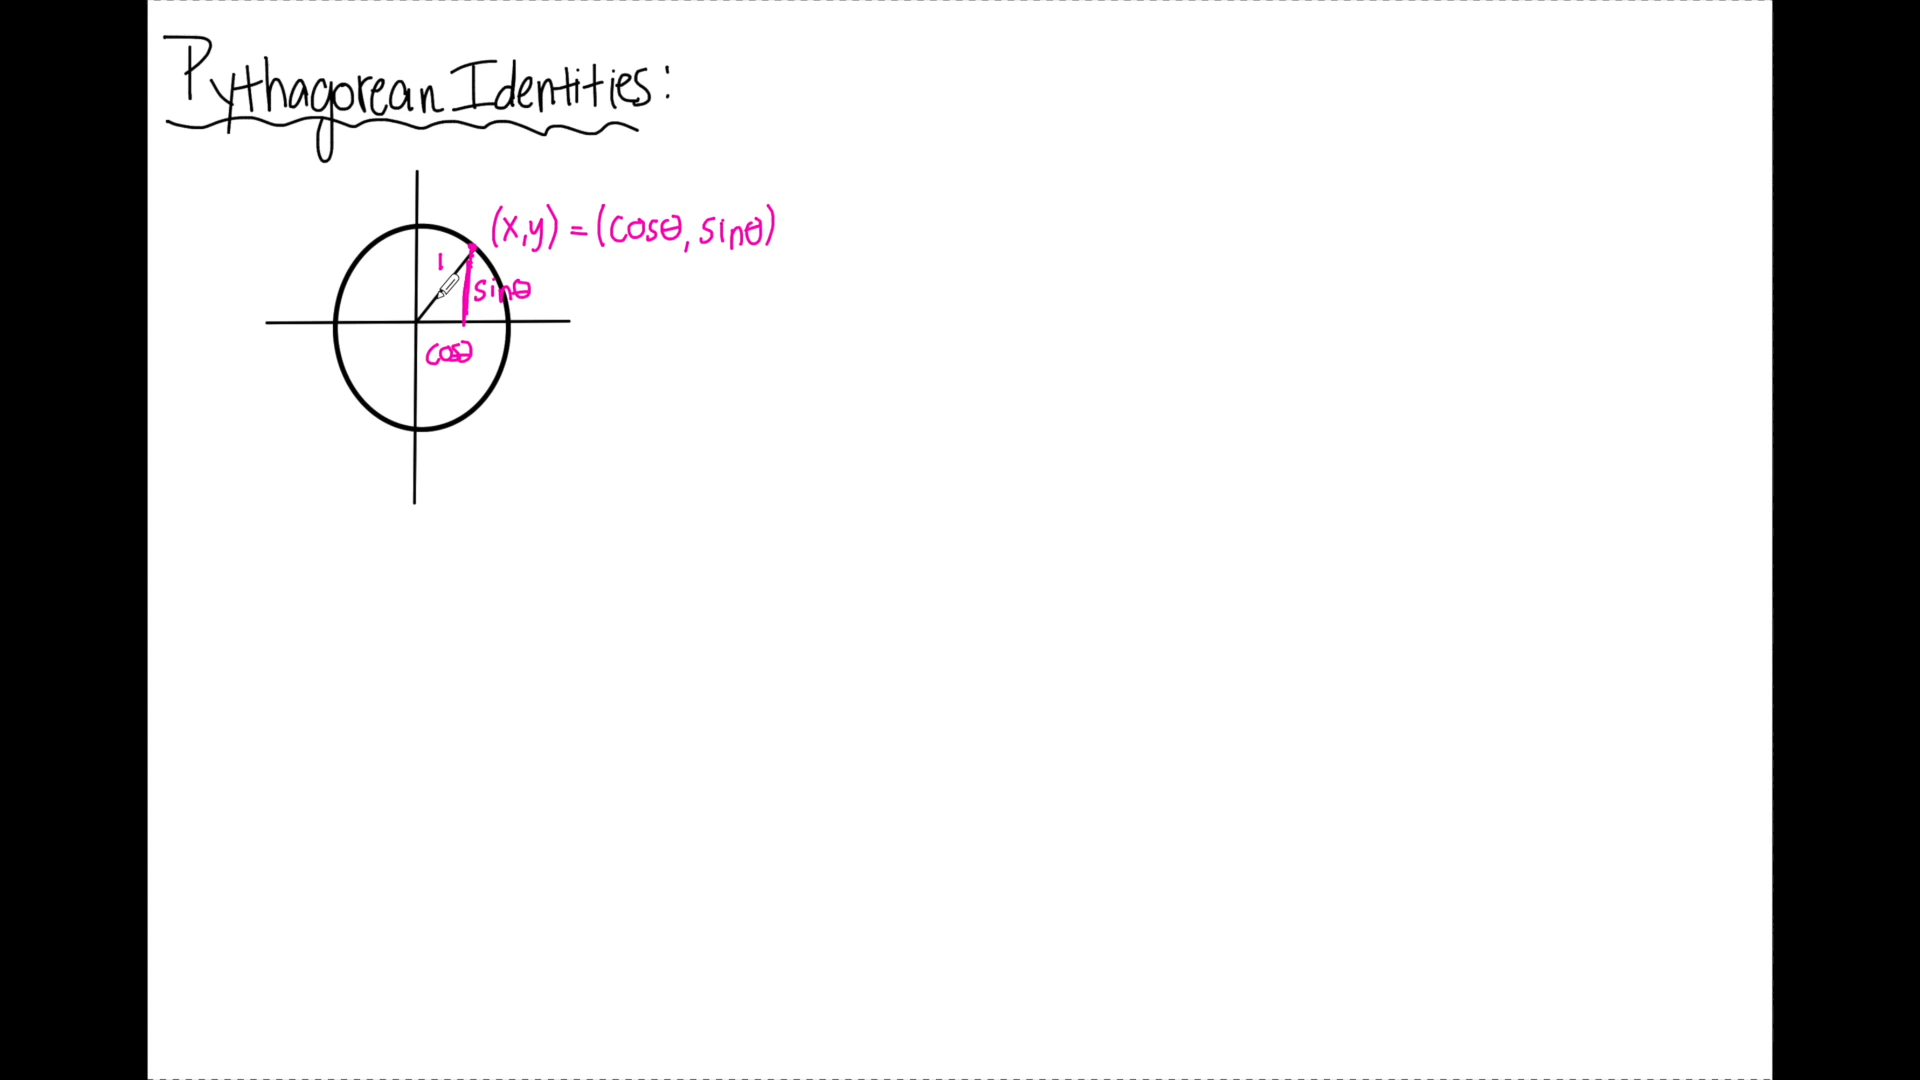 Pythagorean Identities:
(x,y) = (cosθ, sinθ)
1
sinθ
cosθ